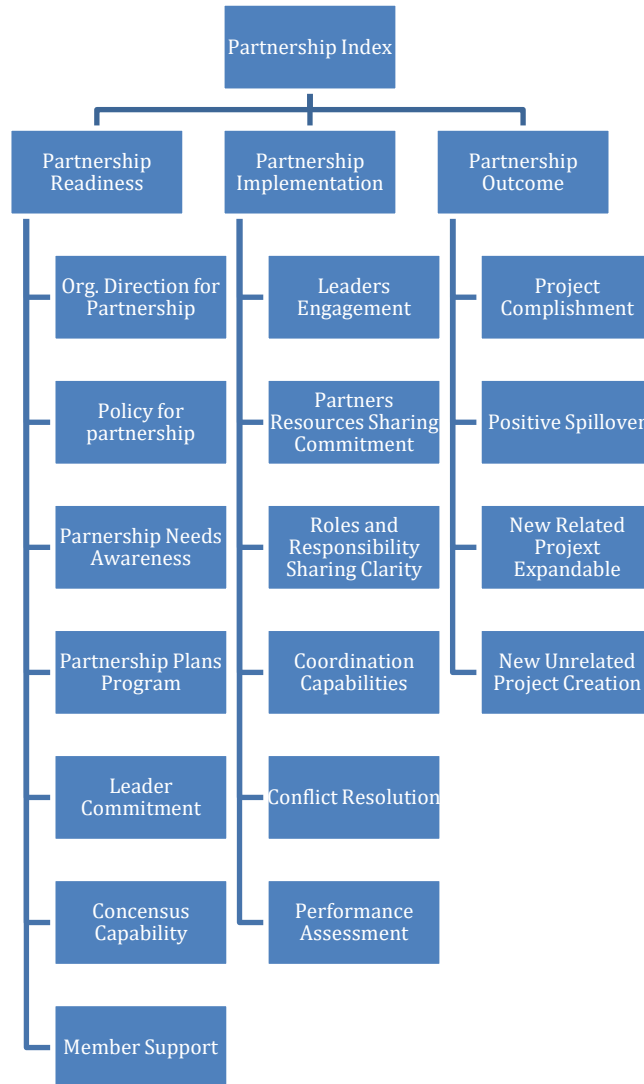 Partnership Index
Partnership
Readiness
Org. Direction for
Partnership
Policy for
partnership
Parnership Needs
Awareness
Partnership Plans
Program
Leader
Commitment
Concensus
Capability
Member Support
Partnership
Implementation
Leaders
Engagement
Partners
Resources Sharing
Commitment
Roles and
Responsibility
Sharing Clarity
Coordination
Capabilities
Conflict Resolution
Performance
Assessment
Partnership
Outcome
Project
Complishment
Positive Spillover
New Related
Projext
Expandable
New Unrelated
Project Creation